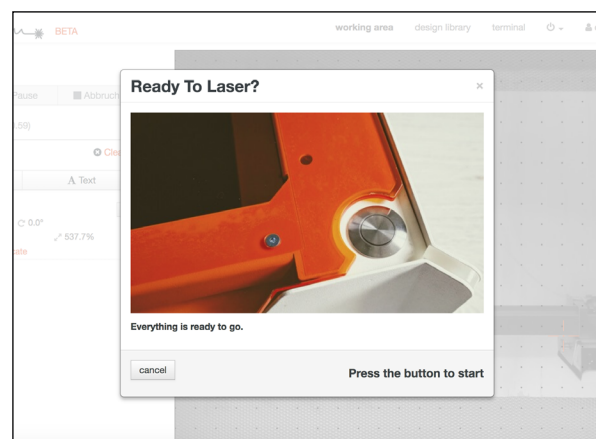 BETA
working area design library terminal
Pause Abbruch
.59)
Clea
A Text
0.0°
537.7%
ate
Ready To Laser?
×
Everything is ready to go.
cancel
Press the button to start